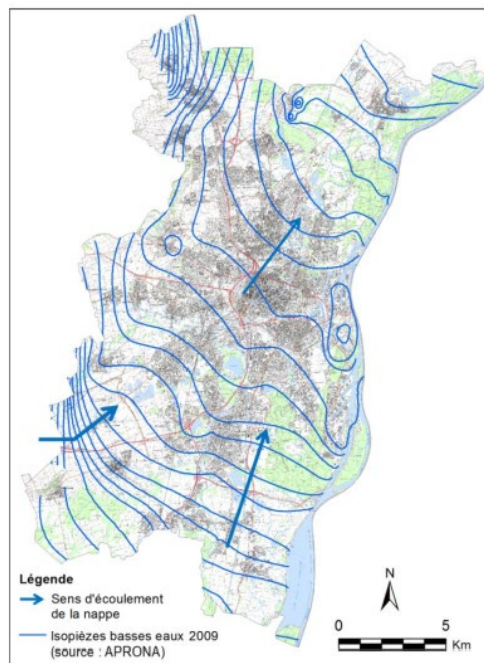 Légende
Sens d'écoulement
de la nappe
Isopièzes basses eaux 2009
(source : APRONA)
N
0 5
Km